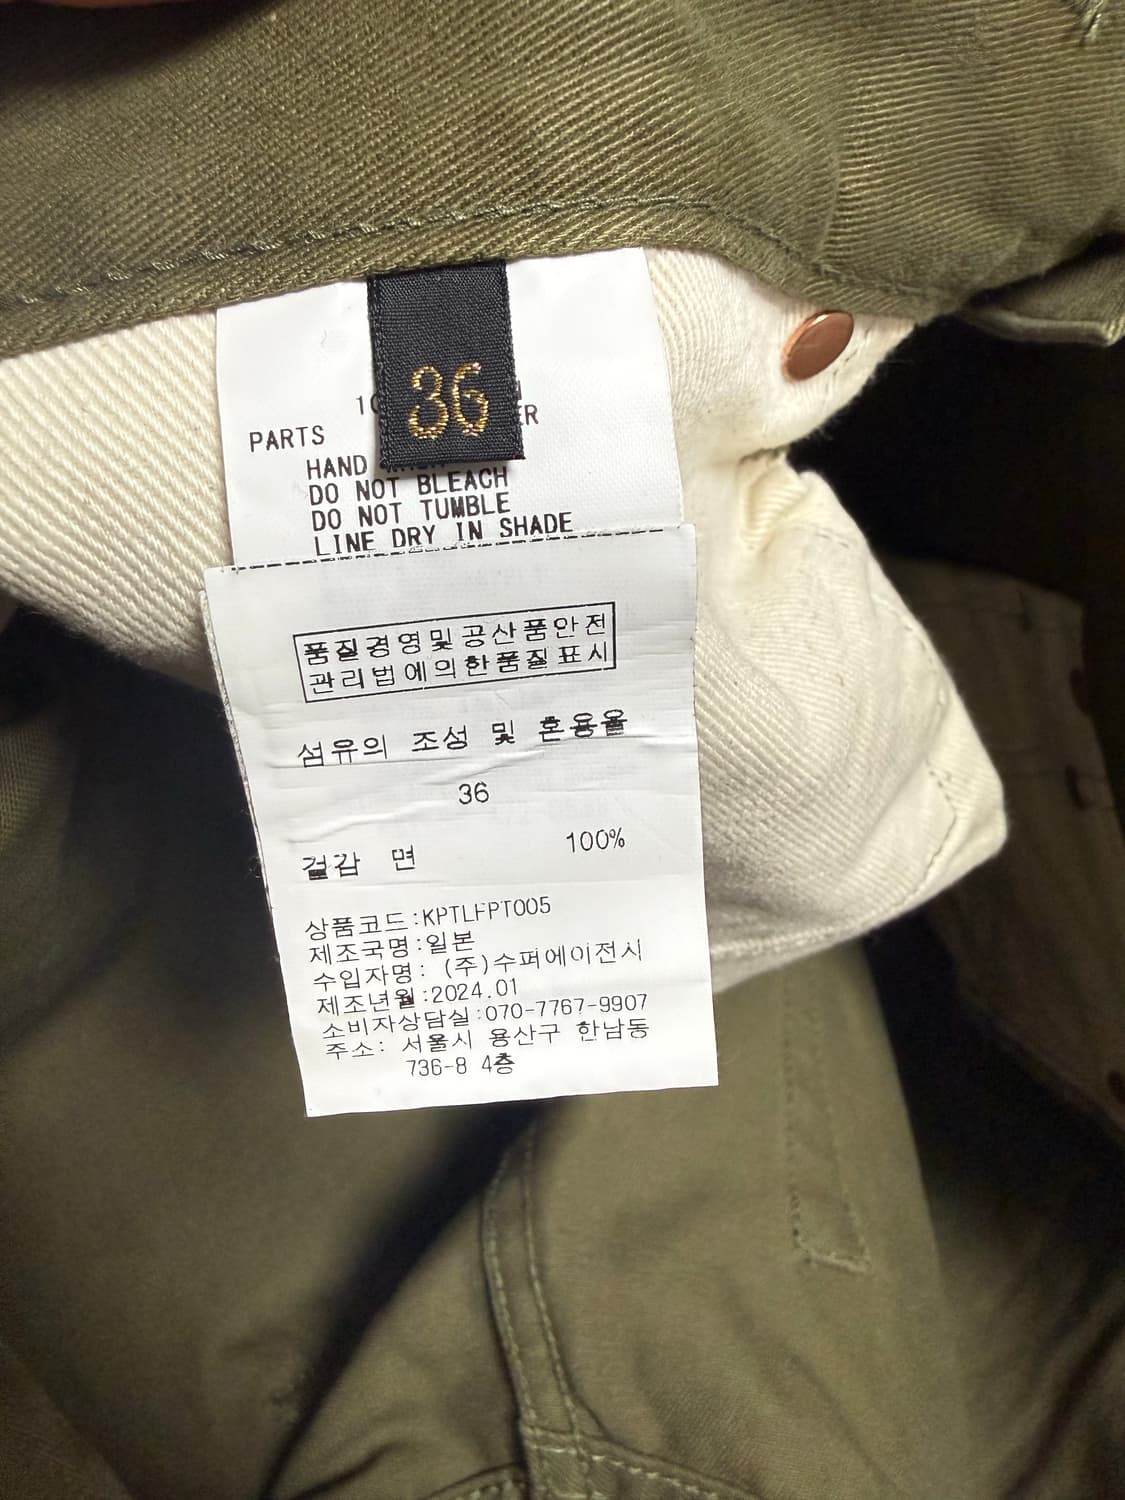 36
PARTS
HAND
DO NOT BLEACH
DO NOT TUMBLE
LINE DRY IN SHADE
품질경영및공산품안전
관리법에의한품질표시
섬유의 조성 및 혼용율
36
겉감 면 100%
상품코드:KPTLFPT005
제조국명:일본
수입자명: (주)수퍼에이전시
제조년월:2024.01
소비자상담실:070-7767-9907
주소: 서울시 용산구 한남동
736-8 4층